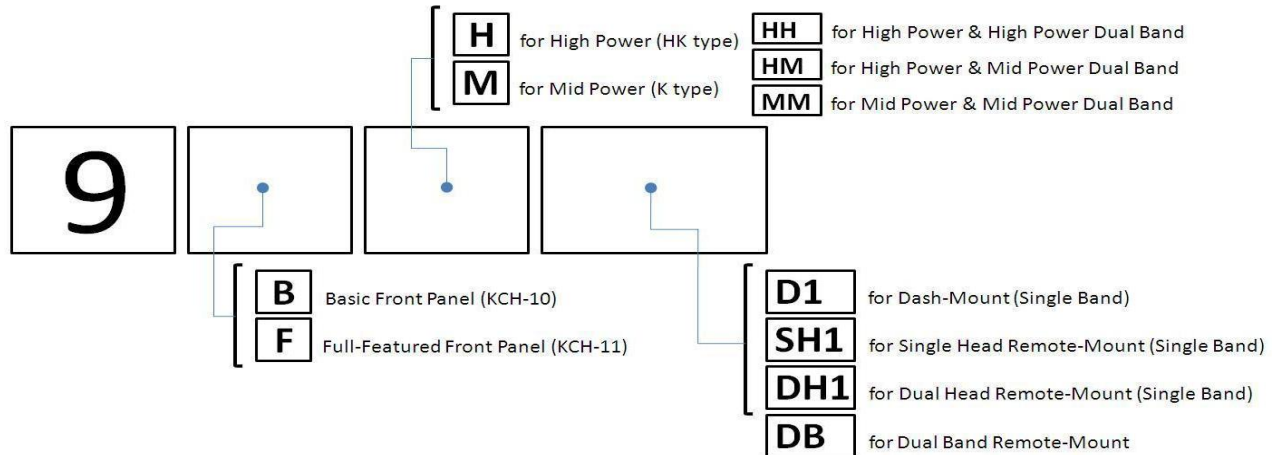 H for High Power (HK type) HH for High Power & High Power Dual Band
M for Mid Power (K type) HM for High Power & Mid Power Dual Band
MM for Mid Power & Mid Power Dual Band
9
B Basic Front Panel (KCH-10)
F Full-Featured Front Panel (KCH-11)
D1 for Dash-Mount (Single Band)
SH1 for Single Head Remote-Mount (Single Band)
DH1 for Dual Head Remote-Mount (Single Band)
DB for Dual Band Remote-Mount